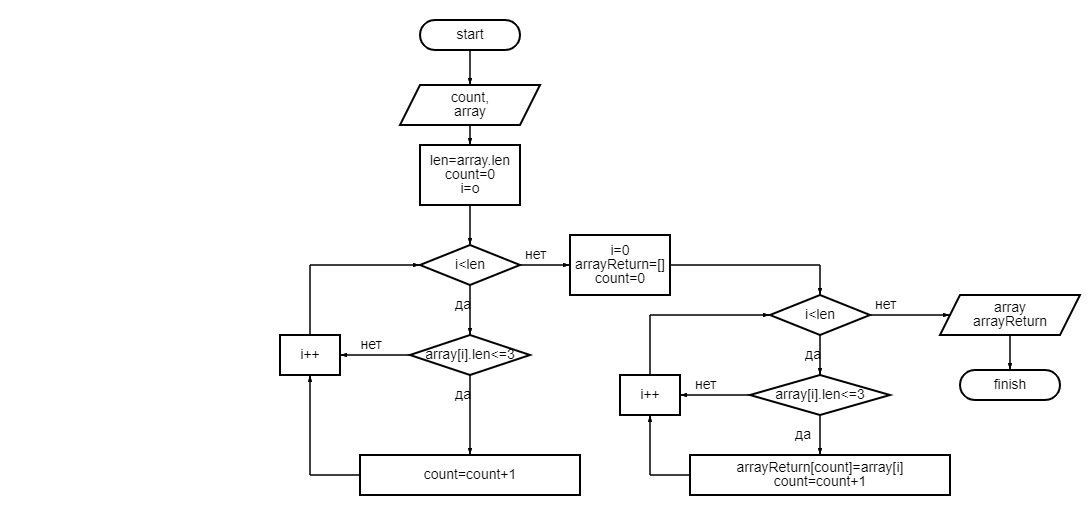 start
count,
array
len=array.len
count=0
i=o
i<len
нет
да
array[i].len<=3
нет
i++
да
count=count+1
i=0
arrayReturn=[]
count=0
i<len
нет
да
array[i].len<=3
нет
i++
да
arrayReturn[count]=array[i]
count=count+1
array
arrayReturn
finish